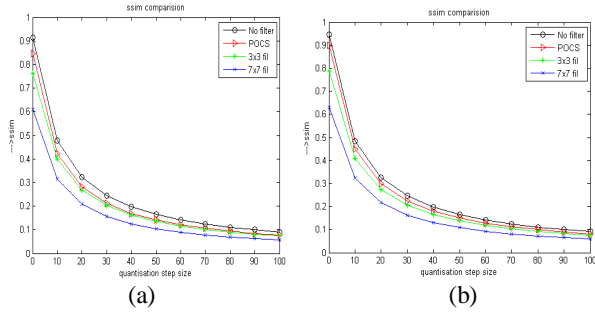 ssim comparision
No filter
POCS
3x3 fil
7x7 fil
--->ssim
1
0.9
0.8
0.7
0.6
0.5
0.4
0.3
0.2
0.1
0
0 10 20 30 40 50 60 70 80 90 100
quantisation step size
(a)
ssim comparision
No filter
POCS
3x3 fil
7x7 fil
--->ssim
1
0.9
0.8
0.7
0.6
0.5
0.4
0.3
0.2
0.1
0
0 10 20 30 40 50 60 70 80 90 100
quantisation step size
(b)